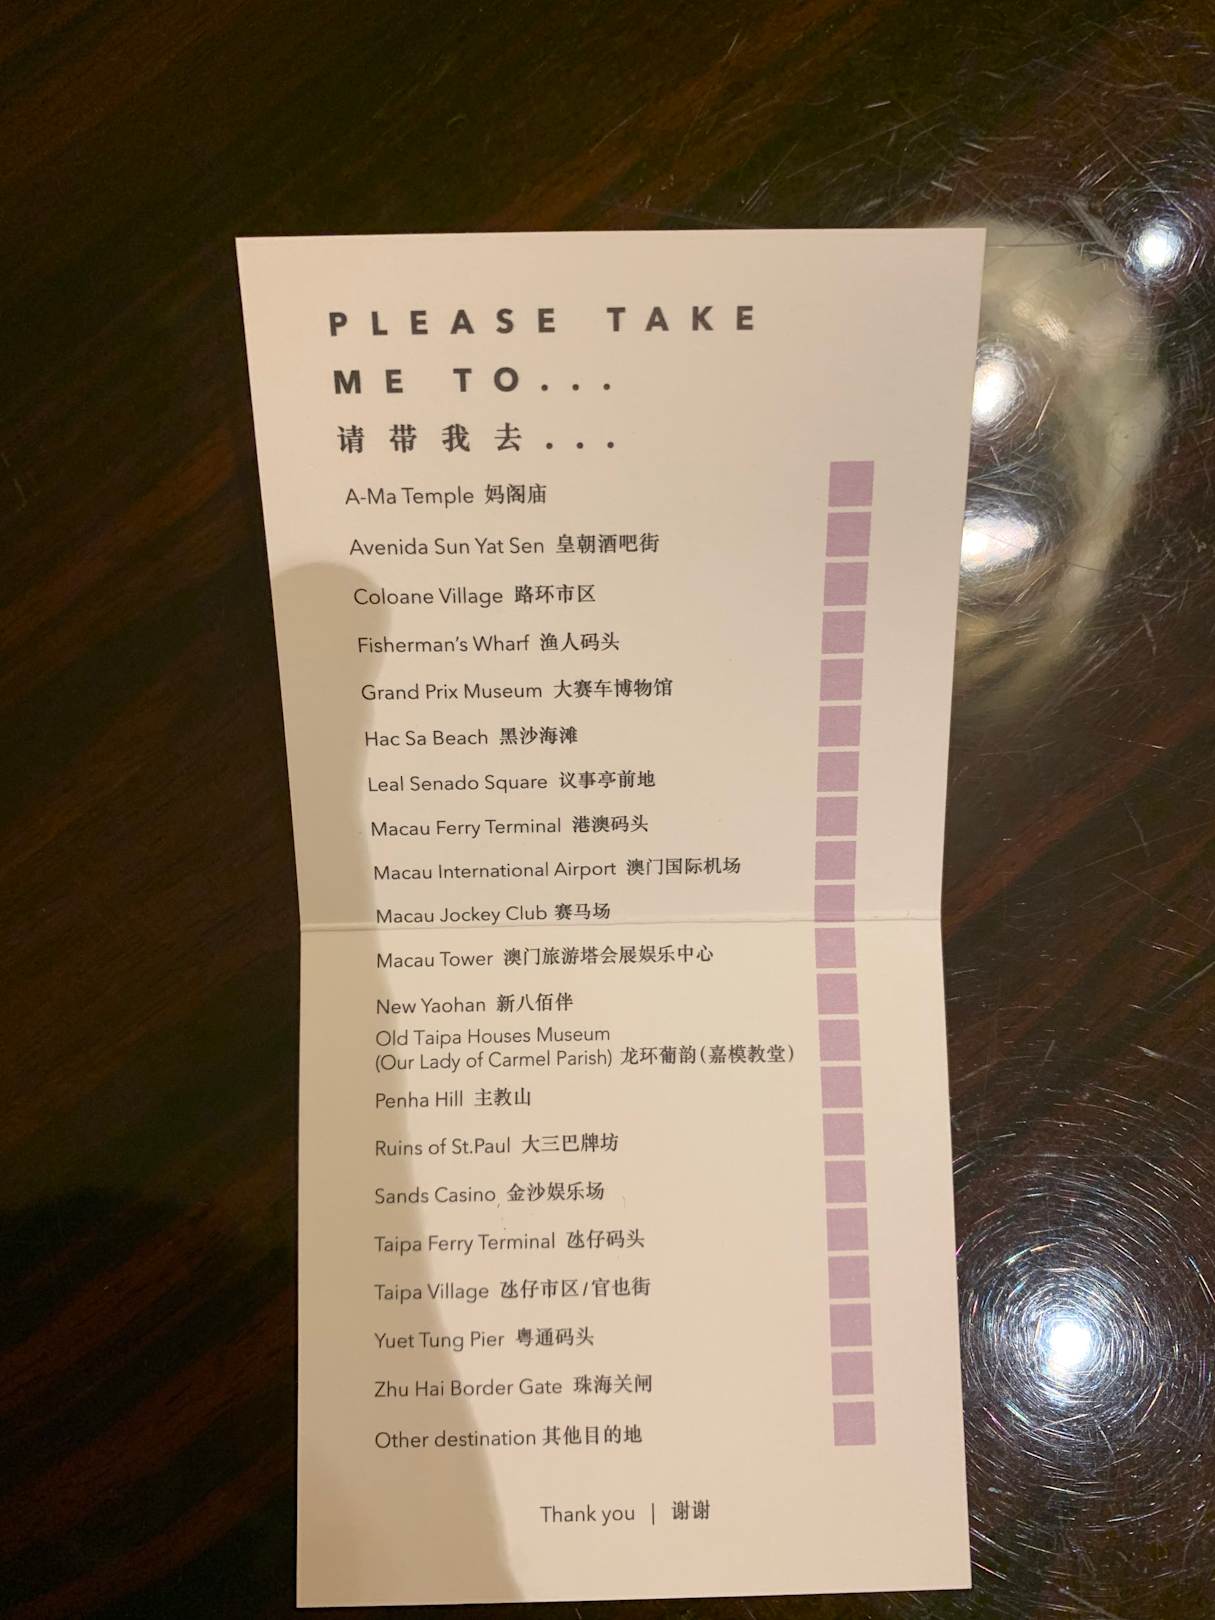 PLEASE TAKE
ME TO...
请带我去...
A-Ma Temple 妈阁庙
Avenida Sun Yat Sen 皇朝酒吧街
Coloane Village 路环市区
Fisherman's Wharf 渔人码头
Grand Prix Museum 大赛车博物馆
Hac Sa Beach 黑沙海滩
Leal Senado Square 议事亭前地
Macau Ferry Terminal 港澳码头
Macau International Airport 澳门国际机场
Macau Jockey Club 赛马场
Macau Tower 澳门旅游塔会展娱乐中心
New Yaohan 新八佰伴
Old Taipa Houses Museum
(Our Lady of Carmel Parish) 龙环葡韵(嘉模教堂)
Penha Hill 主教山
Ruins of St.Paul 大三巴牌坊
Sands Casino 金沙娱乐场
Taipa Ferry Terminal 氹仔码头
Taipa Village 氹仔市区/官也街
Yuet Tung Pier 粤通码头
Zhu Hai Border Gate 珠海关闸
Other destination 其他目的地
Thank you | 谢谢